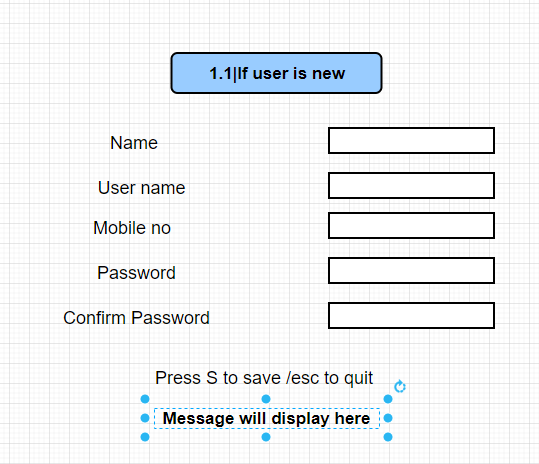 1.1|If user is new
Name
User name
Mobile no
Password
Confirm Password
Press S to save /esc to quit
Message will display here